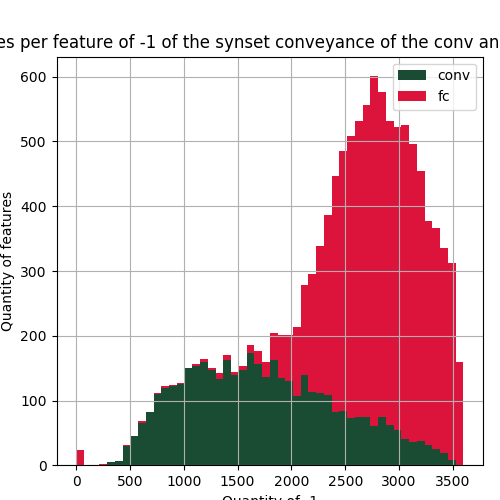 es per feature of -1 of the synset conveyance of the conv an
conv
fc
Quantity of features
600
500
400
300
200
100
0
0 500 1000 1500 2000 2500 3000 3500
Quantity of -1